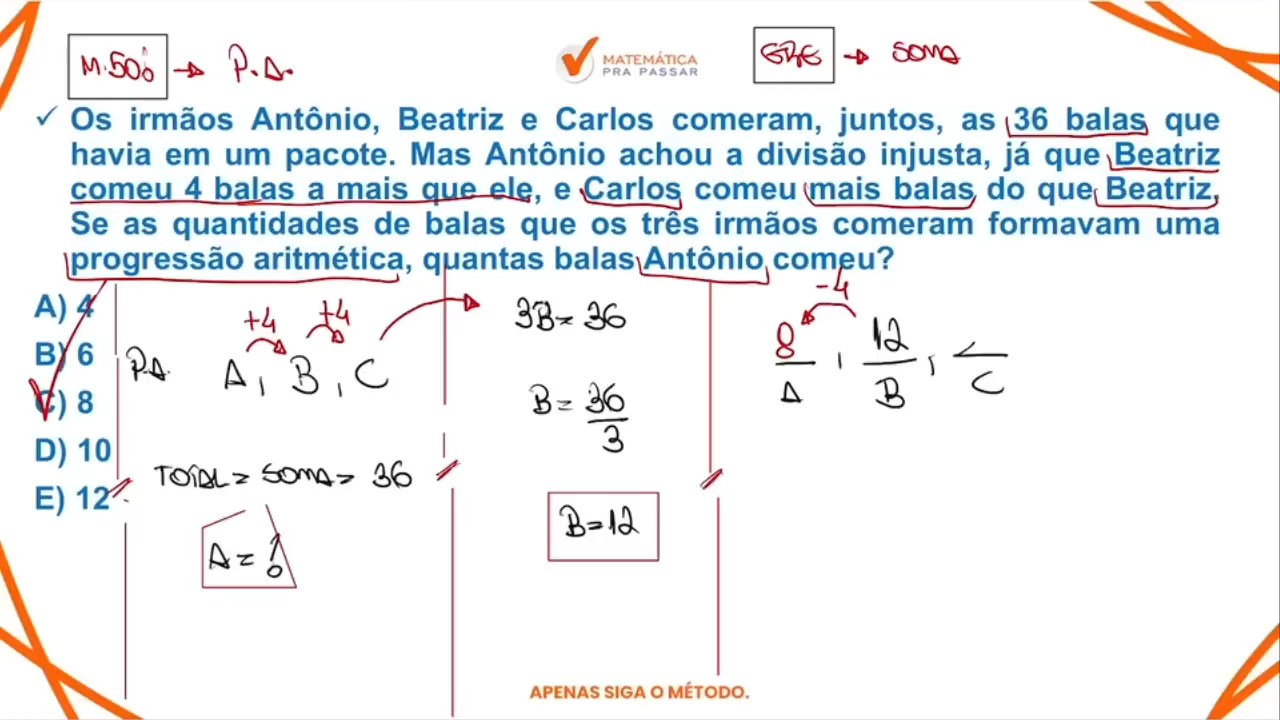 M.500 → P.A.
MATEMÁTICA
PRA PASSAR
→ SOMA
✓ Os irmãos Antônio, Beatriz e Carlos comeram, juntos, as 36 balas que
havia em um pacote. Mas Antônio achou a divisão injusta, já que Beatriz
comeu 4 balas a mais que ele, e Carlos comeu mais balas do que Beatriz.
Se as quantidades de balas que os três irmãos comeram formavam uma
progressão aritmética, quantas balas Antônio comeu?
A) 4
B) 6
C) 8
D) 10
E) 12
+4 +4
P.A. A, B, C
TOTAL = SOMA = 36
A = ?
3B = 36
B = 36
3
B = 12
-4
8, 12,
A B C
APENAS SIGA O MÉTODO.